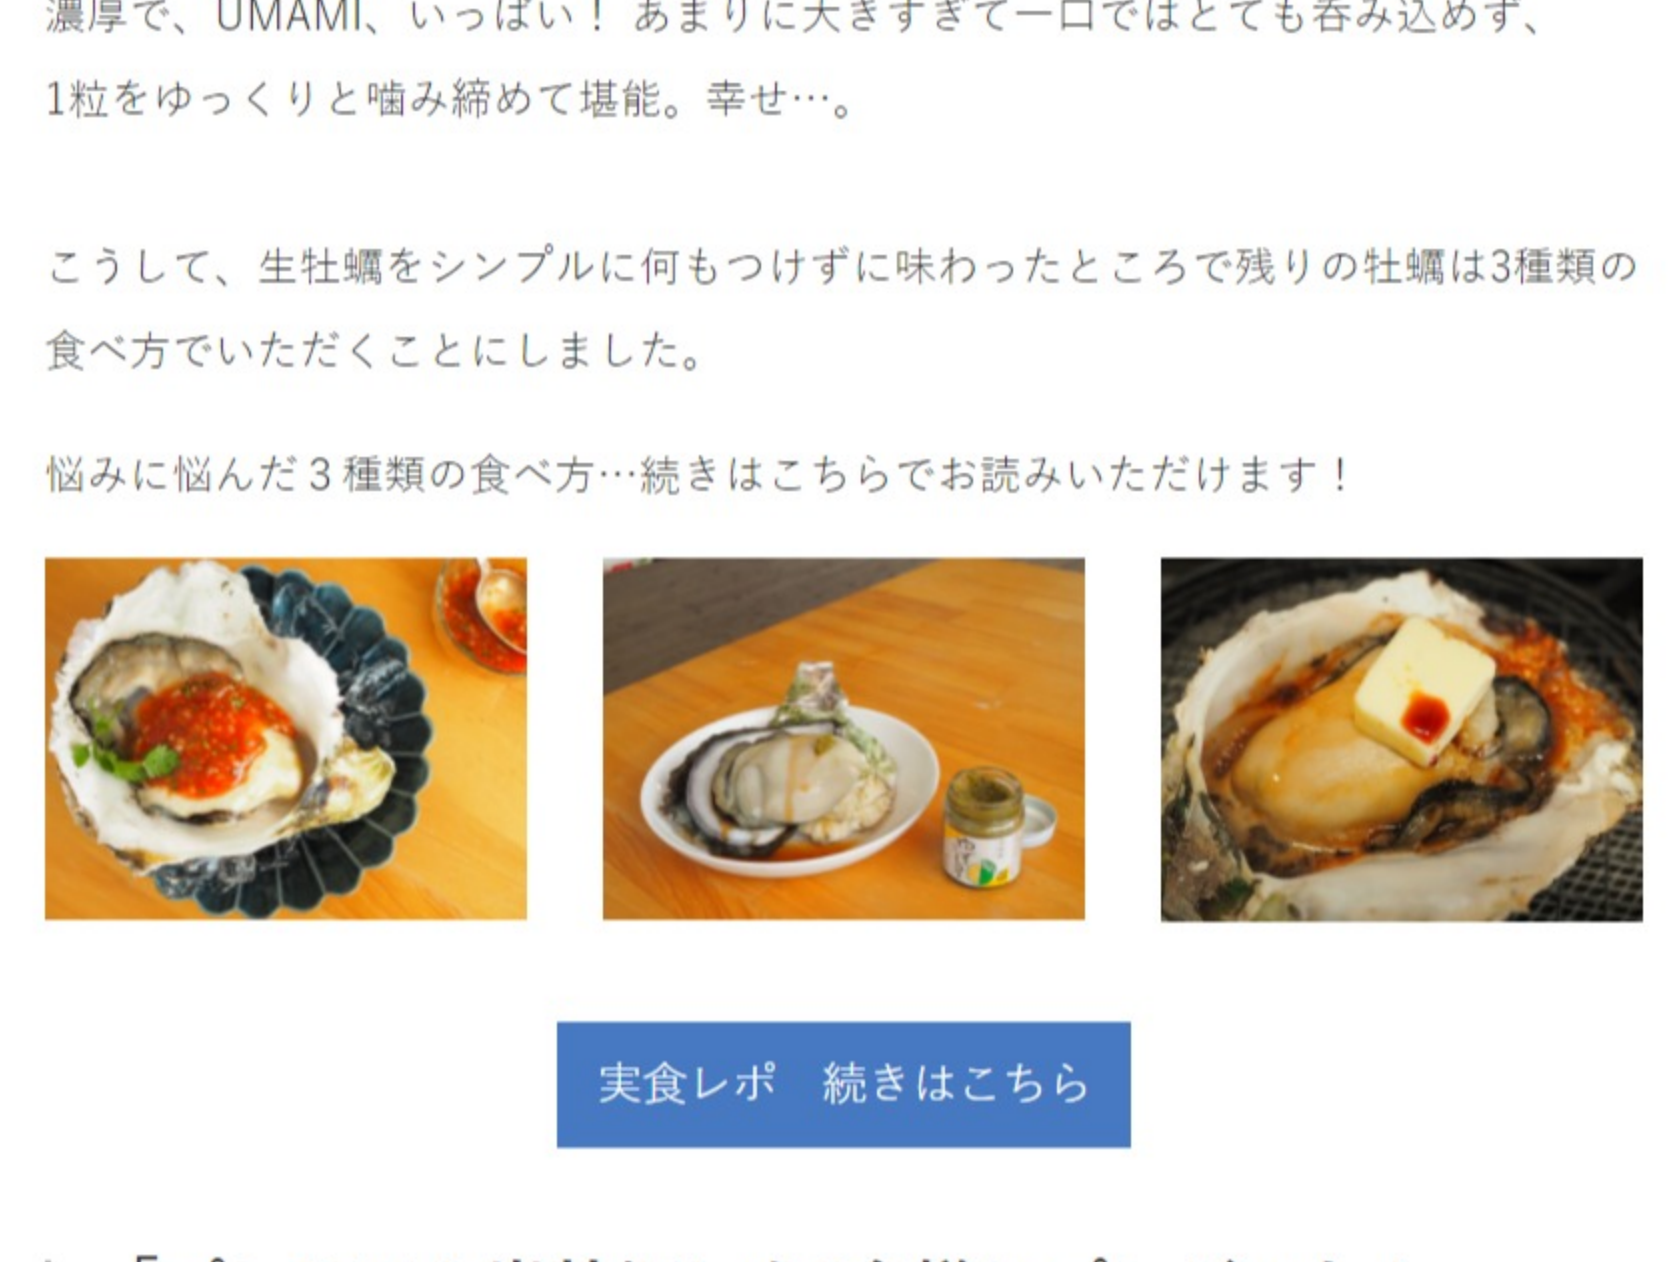 濃厚で、UMAMI、いっぱい！ あまりに大きすぎて一口ではとても呑み込めず、
1粒をゆっくりと噛み締めて堪能。幸せ…。
こうして、生牡蠣をシンプルに何もつけずに味わったところで残りの牡蠣は3種類の
食べ方でいただくことにしました。
悩みに悩んだ３種類の食べ方…続きはこちらでお読みいただけます！
実食レポ　続きはこちら